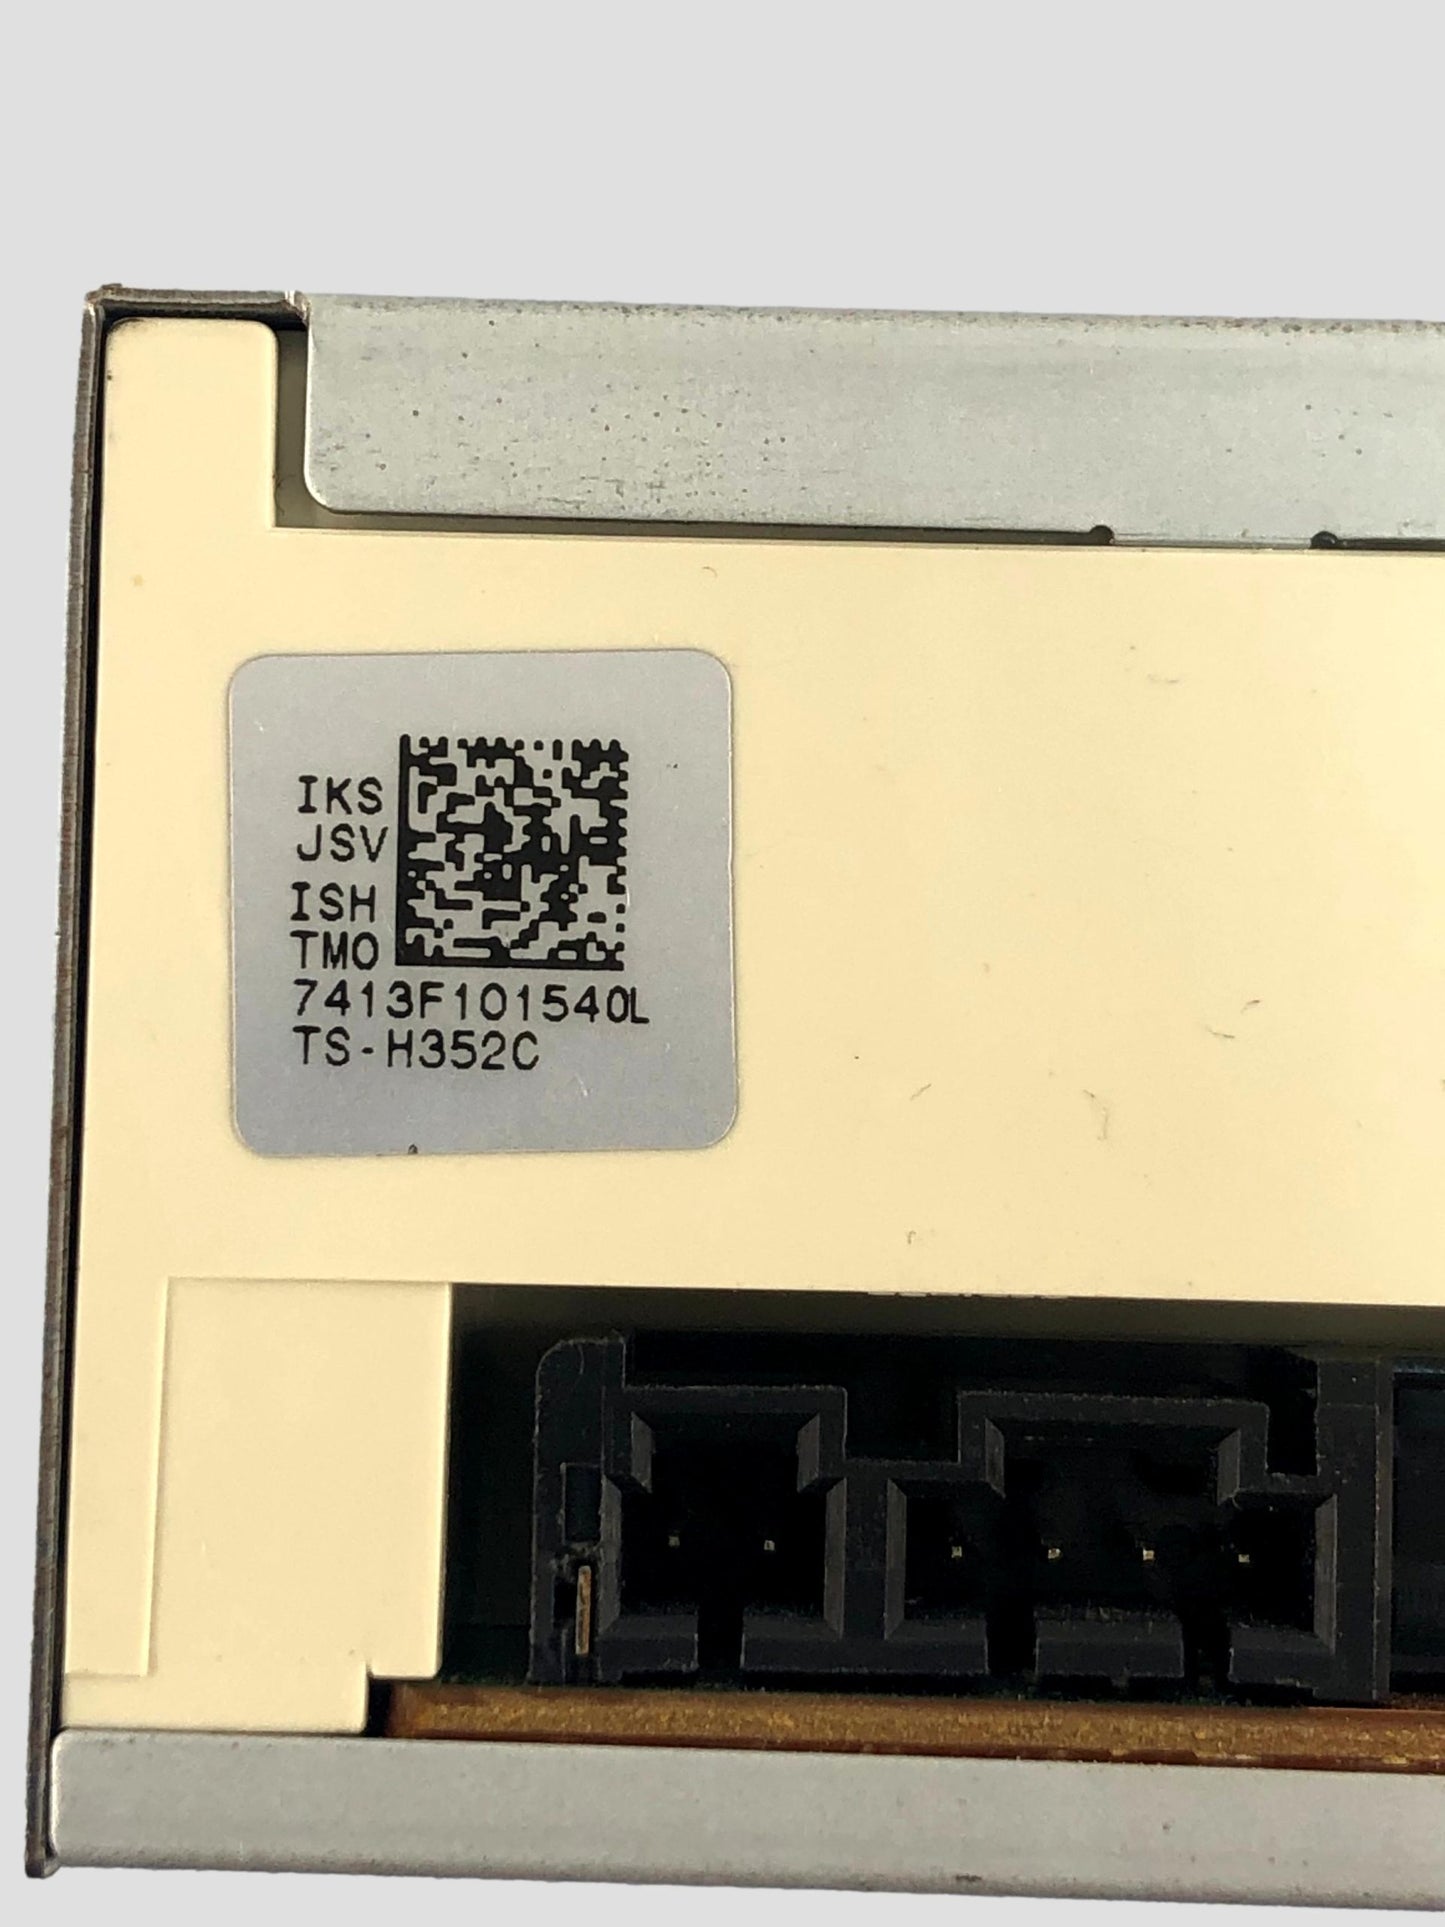 IKS
JSV
ISH
TMO
7413F101540L
TS-H352C